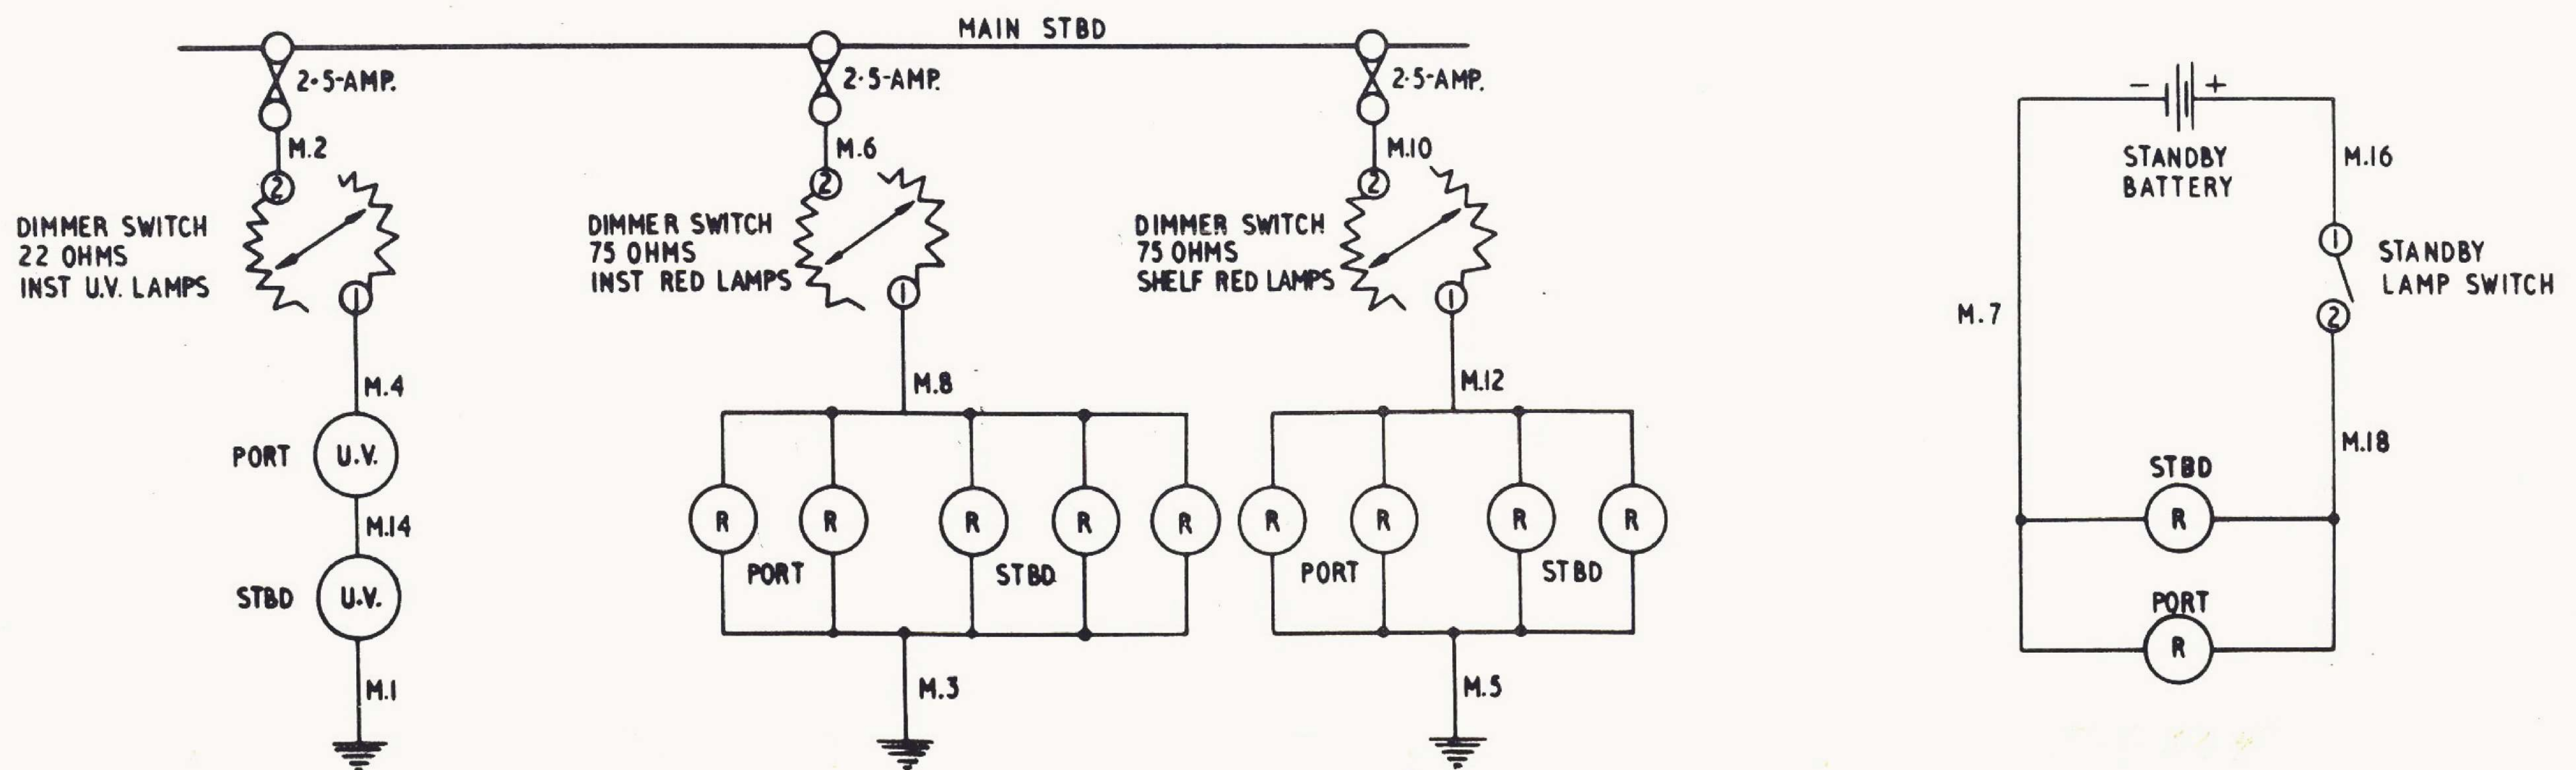 MAIN STBD
2·5-AMP.
2·5-AMP.
2·5-AMP.
M.2
M.6
M.10
2
2
2
DIMMER SWITCH
22 OHMS
INST U.V. LAMPS
DIMMER SWITCH
75 OHMS
INST RED LAMPS
DIMMER SWITCH
75 OHMS
SHELF RED LAMPS
1
1
1
M.4
M.8
M.12
PORT
U.V.
M.14
STBD
U.V.
M.1
R
R
R
R
R
PORT
STBD
M.3
R
R
R
R
PORT
STBD
M.5
- +
STANDBY
BATTERY
M.16
1
STANDBY
LAMP SWITCH
2
M.7
M.18
STBD
R
PORT
R